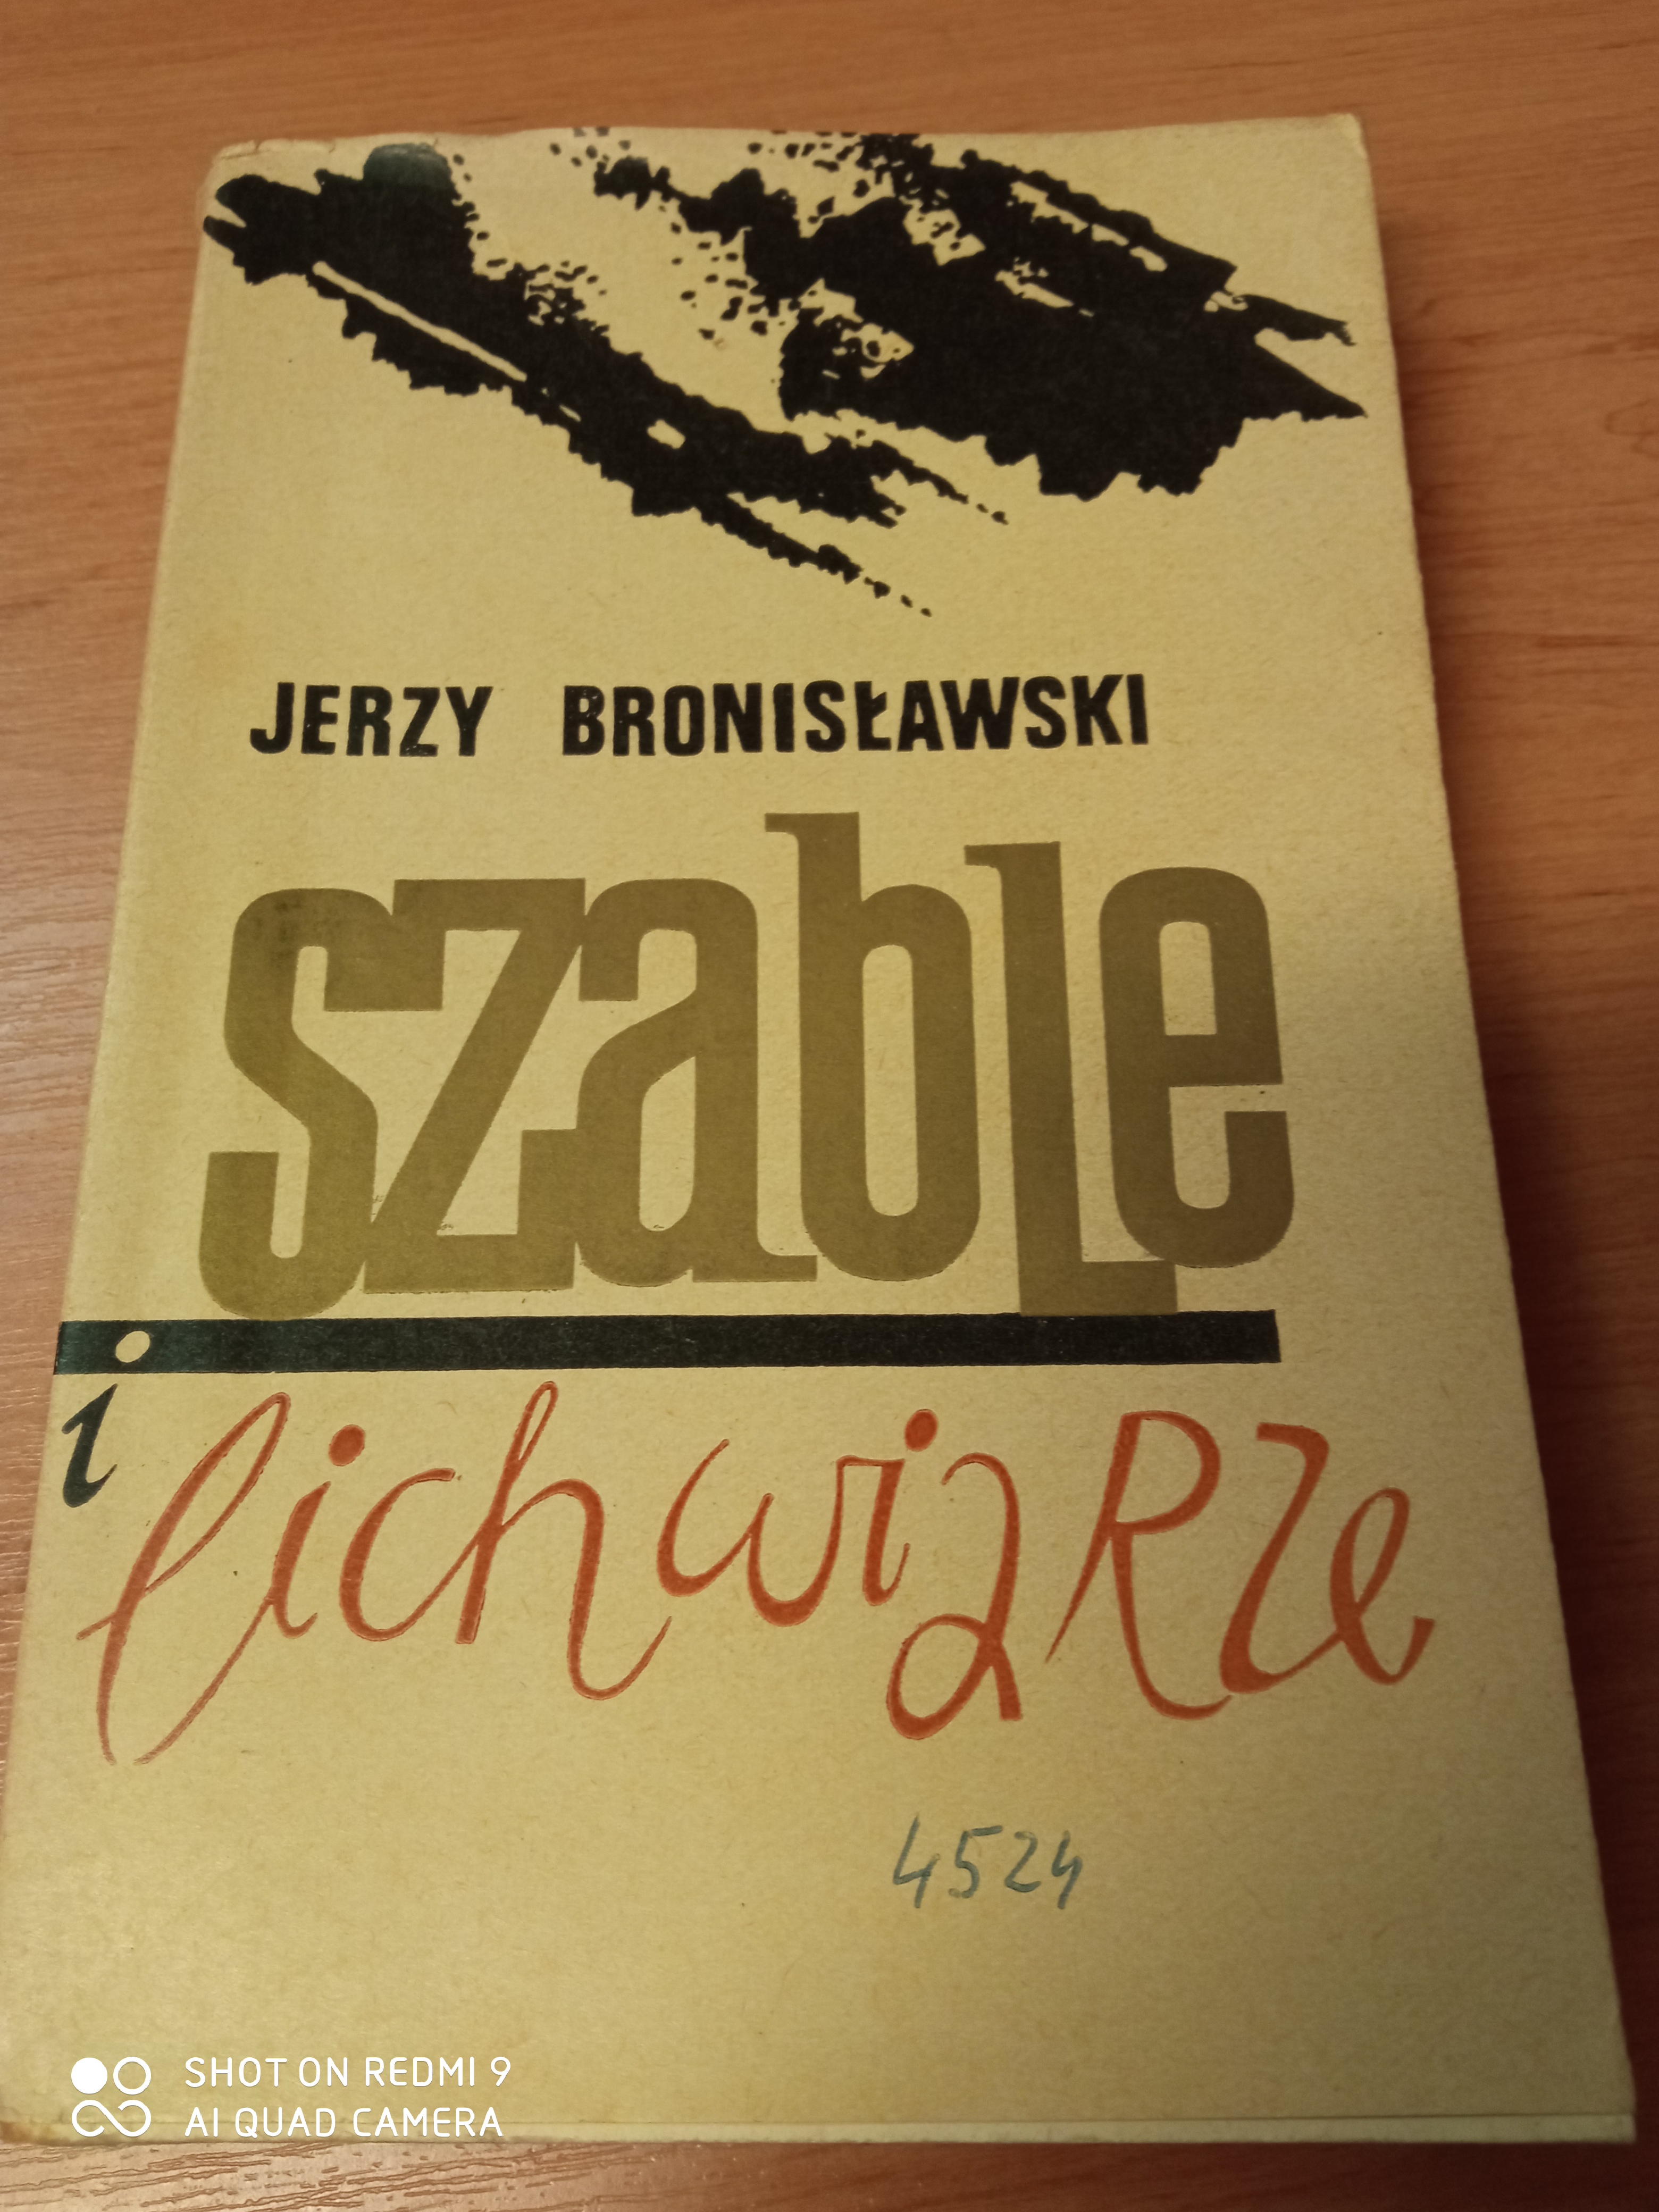 JERZY BRONISŁAWSKI
szable
i lichwiarze
4524
SHOT ON REDMI 9
AI QUAD CAMERA